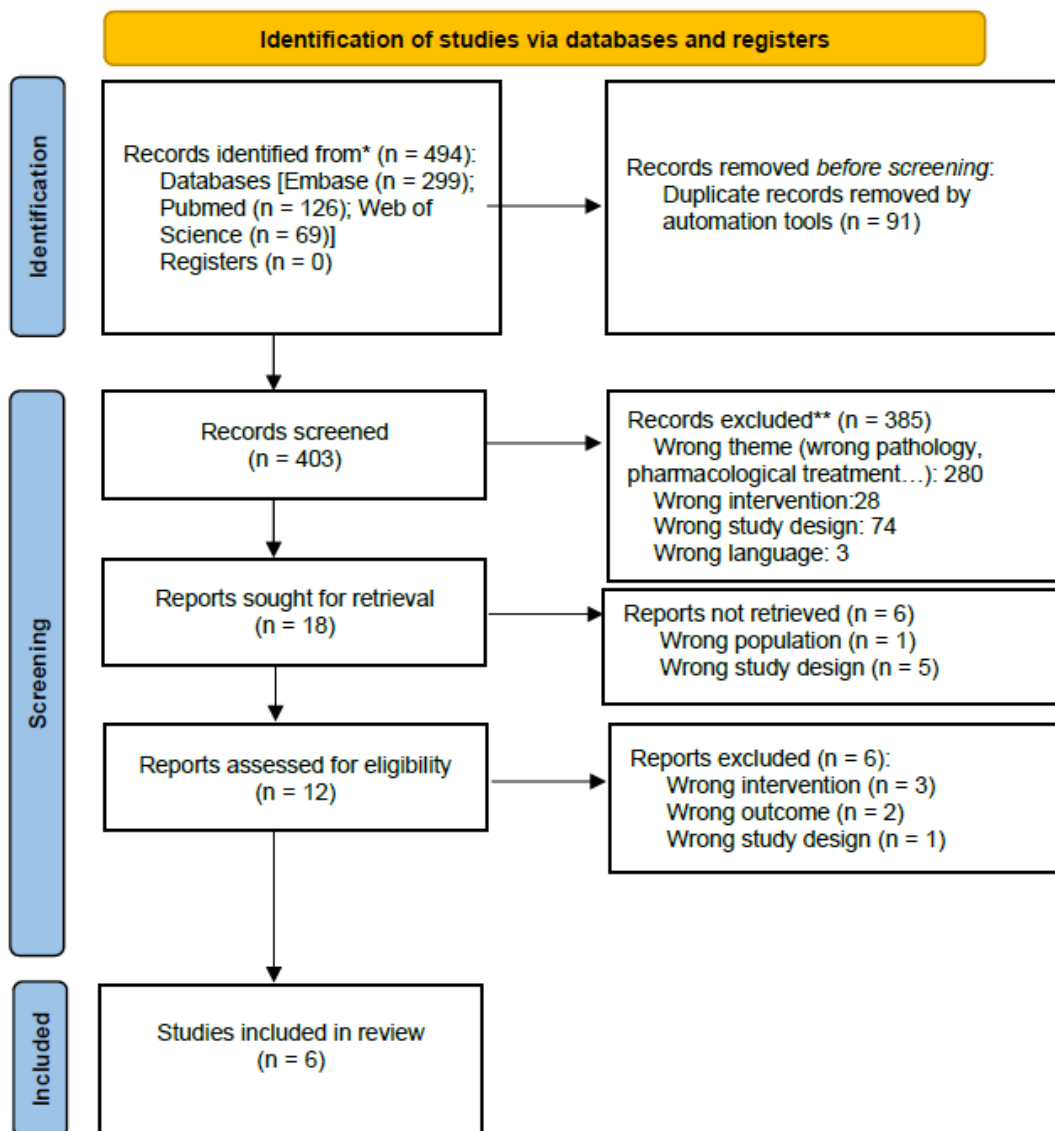 Identification of studies via databases and registers
Identification
Records identified from* (n = 494):
Databases [Embase (n = 299);
Pubmed (n = 126); Web of
Science (n = 69)]
Registers (n = 0)
Records removed before screening:
Duplicate records removed by
automation tools (n = 91)
Screening
Records screened
(n = 403)
Records excluded** (n = 385)
Wrong theme (wrong pathology,
pharmacological treatment…): 280
Wrong intervention:28
Wrong study design: 74
Wrong language: 3
Reports sought for retrieval
(n = 18)
Reports not retrieved (n = 6)
Wrong population (n = 1)
Wrong study design (n = 5)
Reports assessed for eligibility
(n = 12)
Reports excluded (n = 6):
Wrong intervention (n = 3)
Wrong outcome (n = 2)
Wrong study design (n = 1)
Included
Studies included in review
(n = 6)